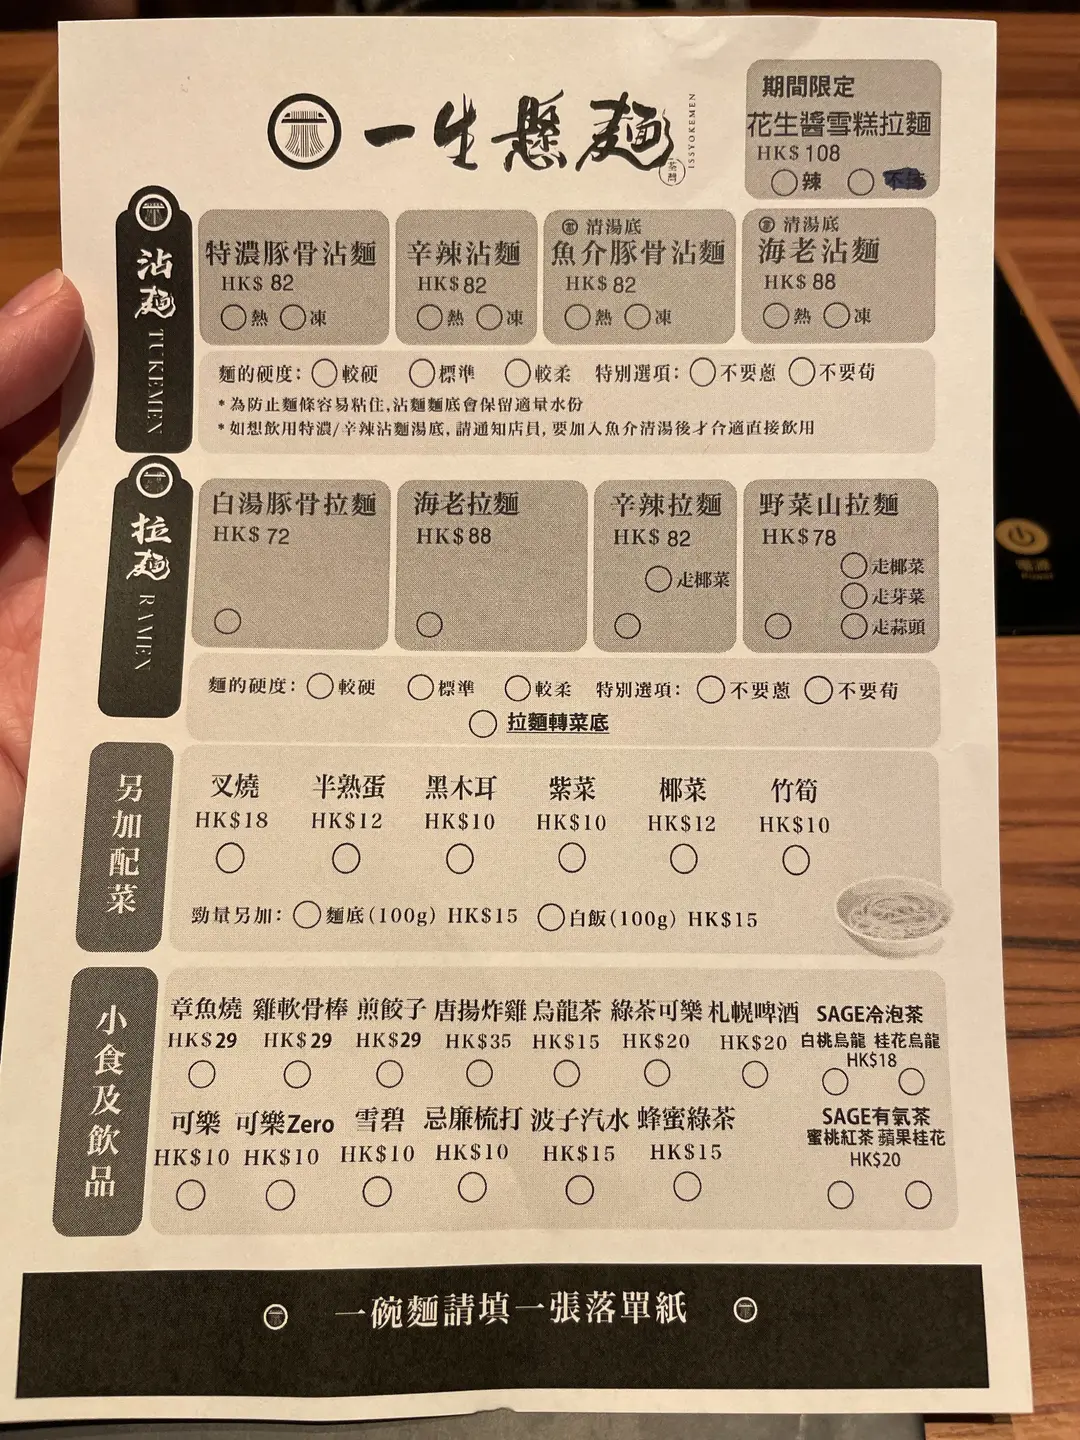 一生懸麵
ISSYOKEMEN
荃灣
期間限定
花生醬雪糕拉麵
HK$ 108
辣
沾麵
TUKEMEN
特濃豚骨沾麵
HK$ 82
熱 凍
辛辣沾麵
HK$ 82
熱 凍
清湯底
魚介豚骨沾麵
HK$ 82
熱 凍
清湯底
海老沾麵
HK$ 88
熱 凍
麵的硬度: 較硬 標準 較柔 特別選項: 不要蔥 不要荀
*為防止麵條容易粘住,沾麵麵底會保留適量水份
*如想飲用特濃/辛辣沾麵湯底,請通知店員,要加入魚介清湯後才合適直接飲用
拉麵
RAMEN
白湯豚骨拉麵
HK$ 72
海老拉麵
HK$ 88
辛辣拉麵
HK$ 82
走椰菜
野菜山拉麵
HK$ 78
走椰菜
走芽菜
走蒜頭
麵的硬度: 較硬 標準 較柔 特別選項: 不要蔥 不要荀
拉麵轉菜底
另加配菜
叉燒 半熟蛋 黑木耳 紫菜 椰菜 竹筍
HK$18 HK$12 HK$10 HK$10 HK$12 HK$10
勁量另加: 麵底(100g) HK$15 白飯(100g) HK$15
小食及飲品
章魚燒 雞軟骨棒 煎餃子 唐揚炸雞 烏龍茶 綠茶可樂 札幌啤酒 SAGE冷泡茶
HK$ 29 HK$ 29 HK$29 HK$35 HK$15 HK$20 HK$20 白桃烏龍 桂花烏龍
HK$18
可樂 可樂Zero 雪碧 忌廉梳打 波子汽水 蜂蜜綠茶 SAGE有氣茶
蜜桃紅茶 蘋果桂花
HK$10 HK$10 HK$10 HK$10 HK$15 HK$15 HK$20
一碗麵請填一張落單紙